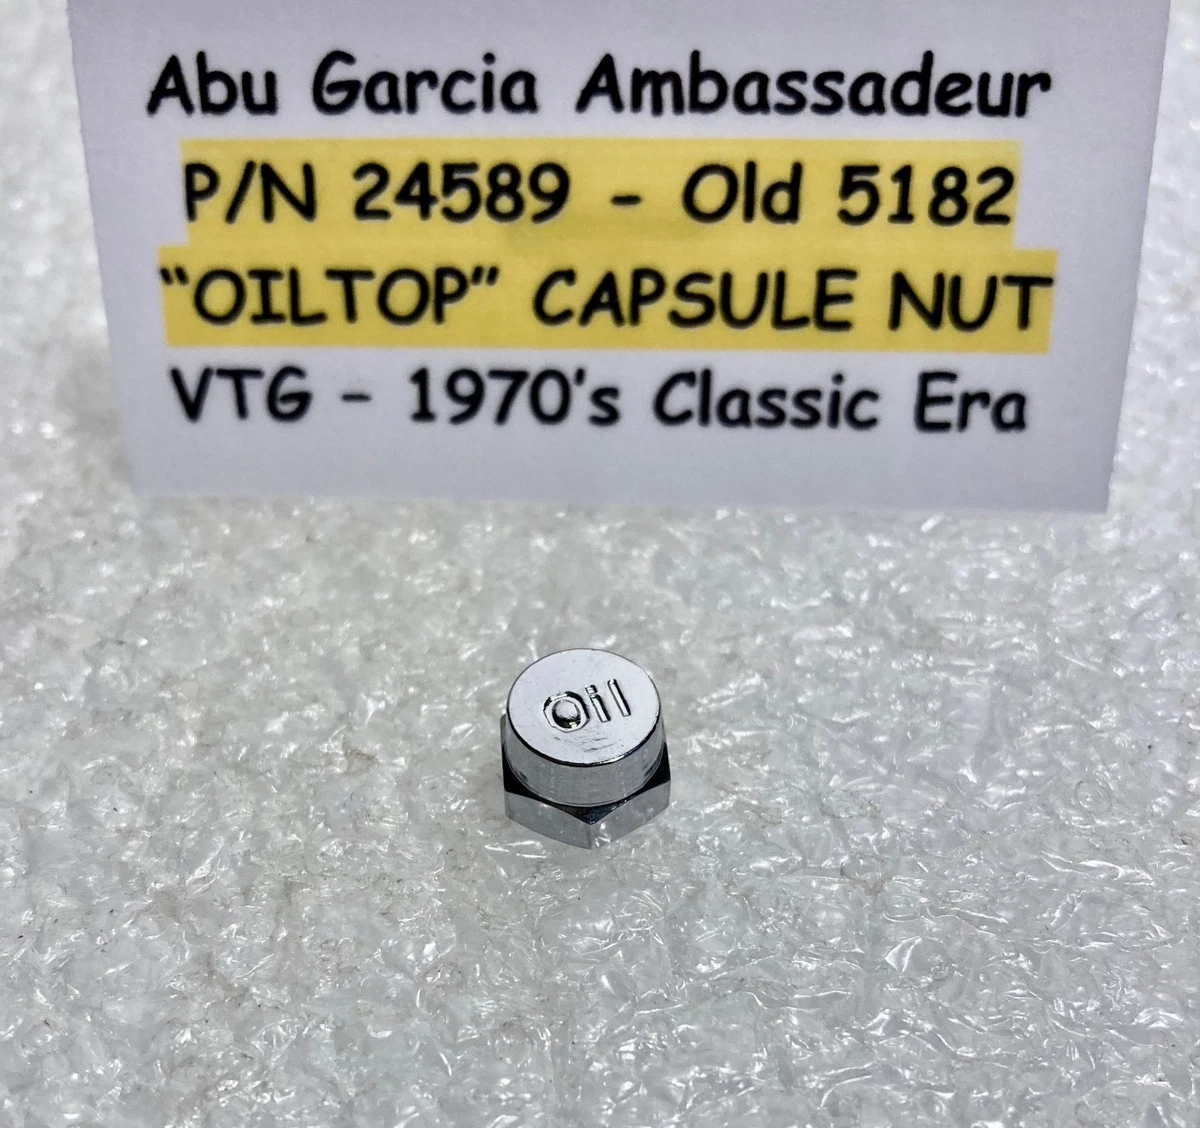 Abu Garcia Ambassadeur
P/N 24589 - Old 5182
“OILTOP” CAPSULE NUT
VTG - 1970's Classic Era
Oil